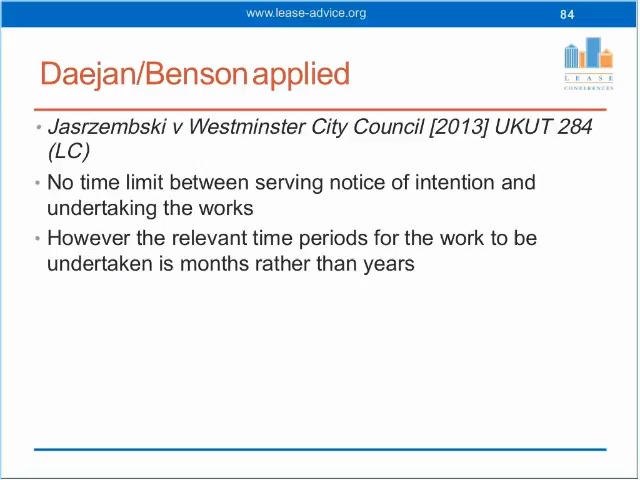 www.lease-advice.org
84
Daejan/Benson applied
LEASE
CONFERENCES
• Jasrzembski v Westminster City Council [2013] UKUT 284
(LC)
• No time limit between serving notice of intention and
undertaking the works
• However the relevant time periods for the work to be
undertaken is months rather than years